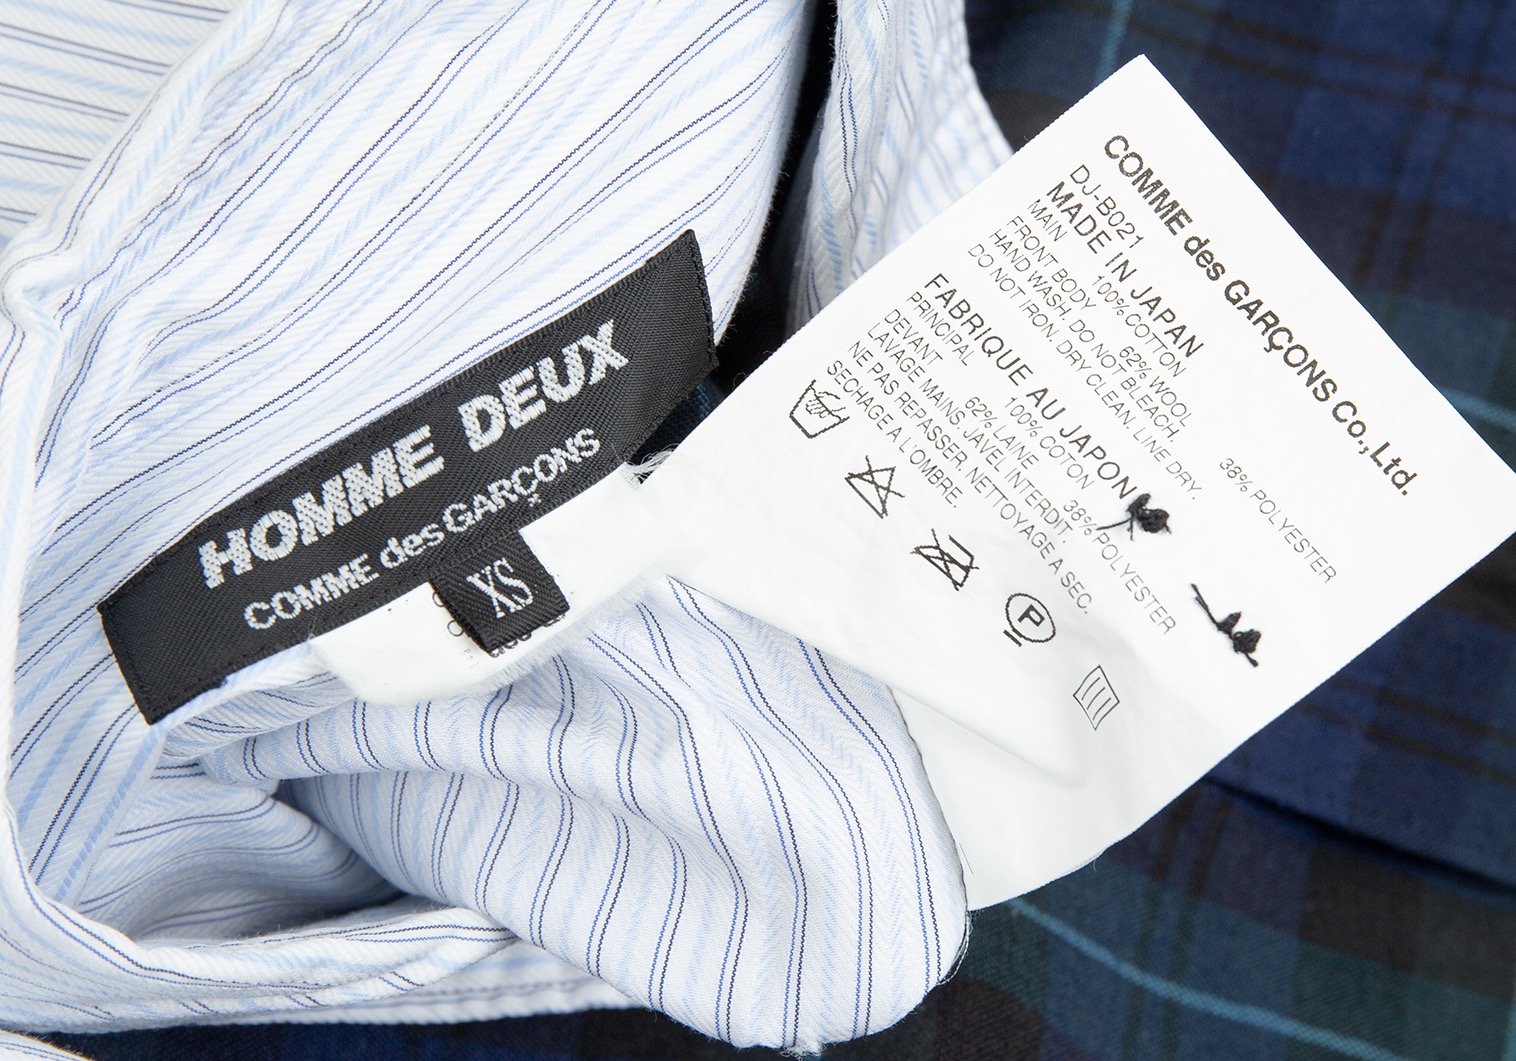 HOMME DEUX
COMME des GARÇONS
XS
COMME des GARÇONS Co.,Ltd.
DJ-B021
MADE IN JAPAN
MAIN 100% COTTON
FRONT BODY 62% WOOL 38% POLYESTER
HAND WASH, DO NOT BLEACH.
DO NOT IRON. DRY CLEAN. LINE DRY.
FABRIQUE AU JAPON
PRINCIPAL 100% COTON
DEVANT 62% LAINE 38% POLYESTER
LAVAGE MAINS, JAVEL INTERDIT.
NE PAS REPASSER, NETTOYAGE A SEC.
SECHAGE A L'OMBRE.
P